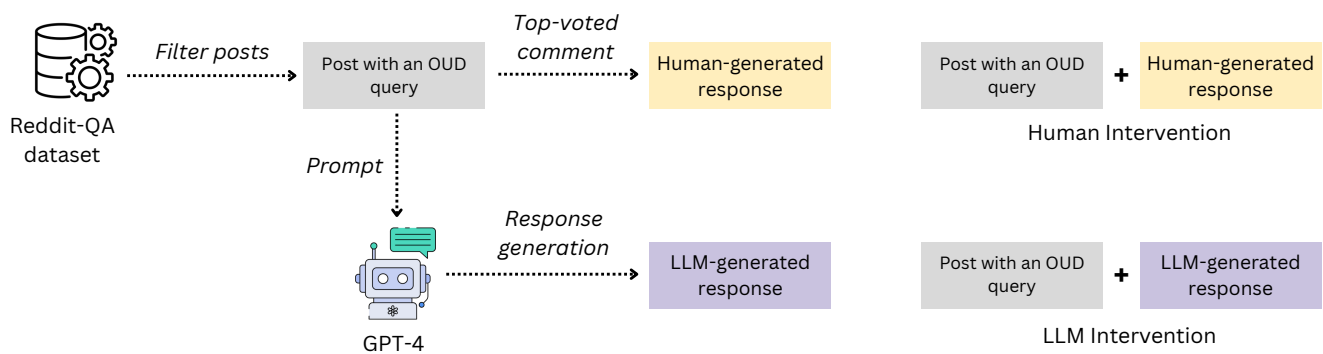 Reddit-QA
dataset
Filter posts
Post with an OUD
query
Top-voted
comment
Human-generated
response
Prompt
GPT-4
Response
generation
LLM-generated
response
Post with an OUD
query
+
Human-generated
response
Human Intervention
Post with an OUD
query
+
LLM-generated
response
LLM Intervention